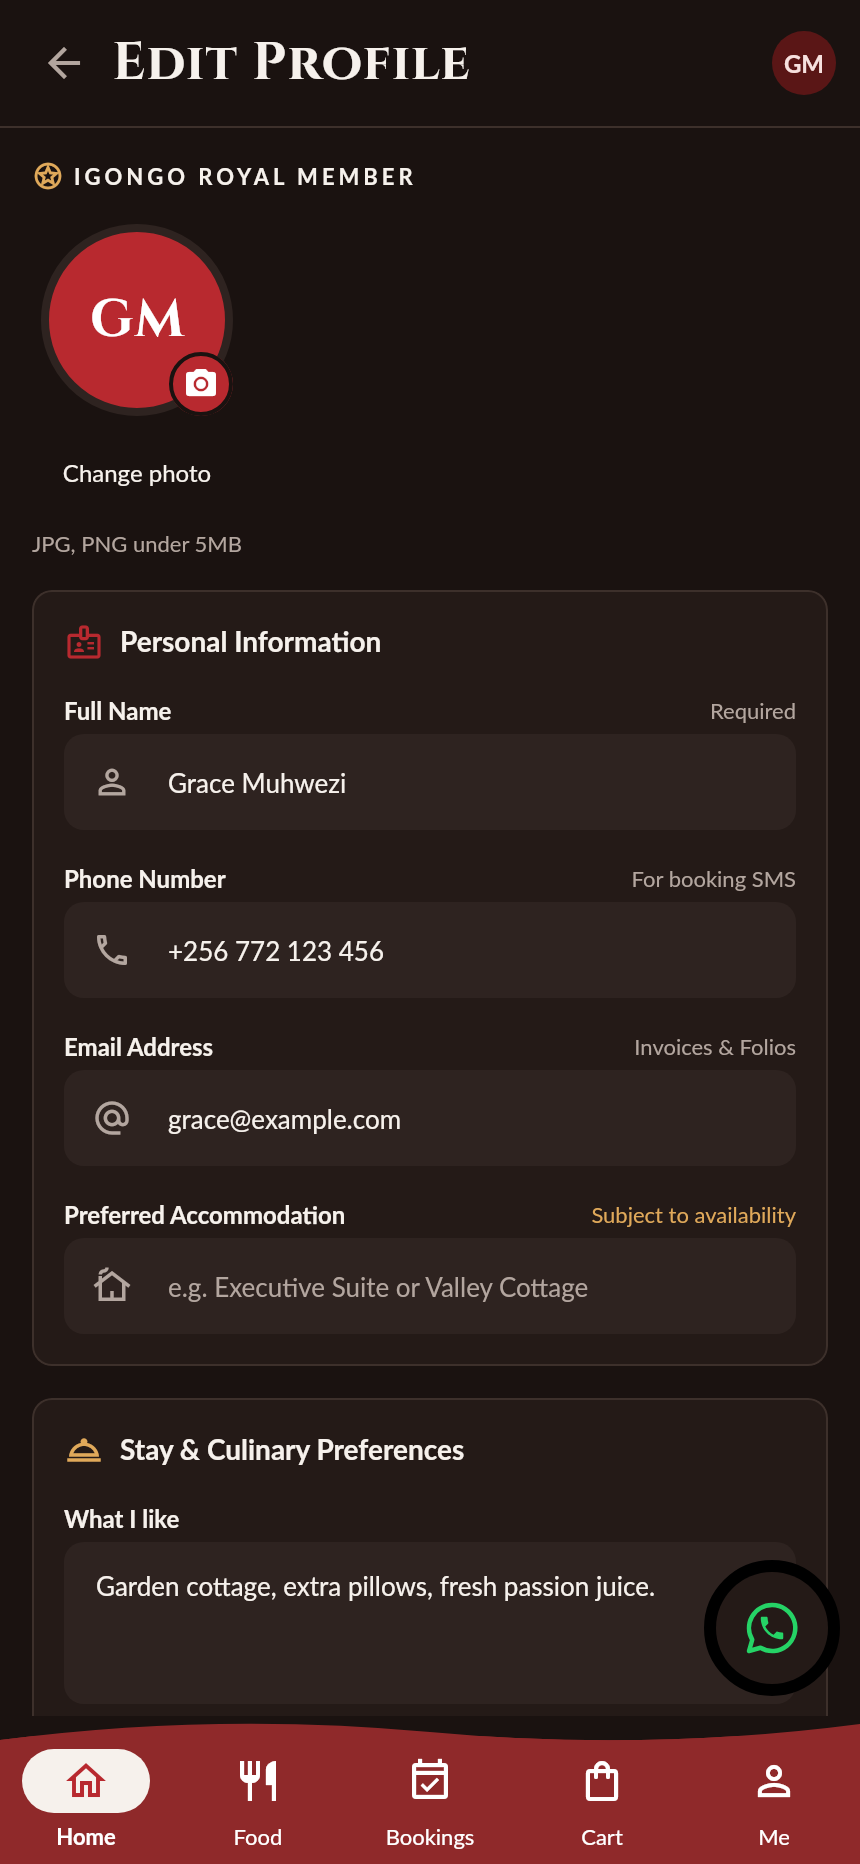 Edit Profile
GM
IGONGO ROYAL MEMBER
GM
Change photo
JPG, PNG under 5MB
Personal Information
Full Name
Required
Grace Muhwezi
Phone Number
For booking SMS
+256 772 123 456
Email Address
Invoices & Folios
grace@example.com
Preferred Accommodation
Subject to availability
e.g. Executive Suite or Valley Cottage
Stay & Culinary Preferences
What I like
Garden cottage, extra pillows, fresh passion juice.
Home
Food
Bookings
Cart
Me